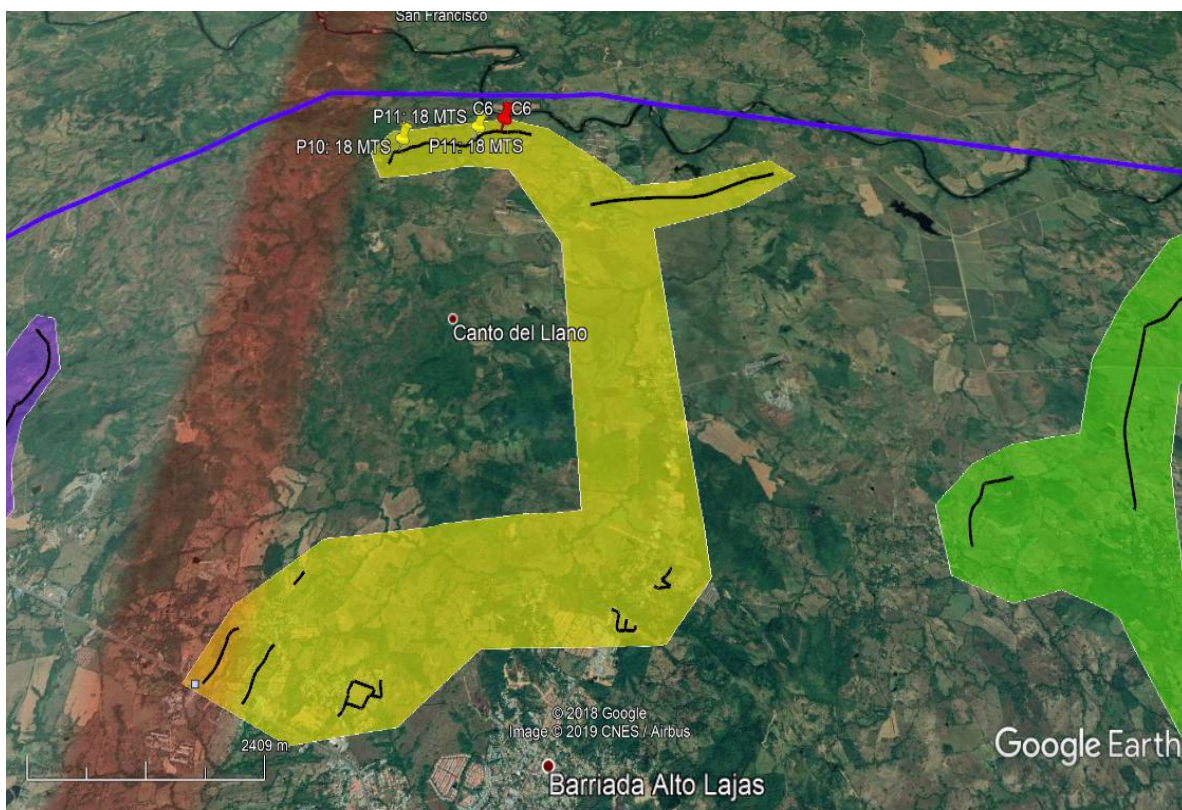 San Francisco
P11: 18 MTS
C6
C6
P10: 18 MTS
P11: 18 MTS
Canto del Llano
2409 m
© 2018 Google
Image © 2019 CNES / Airbus
Google Earth
Barriada Alto Lajas